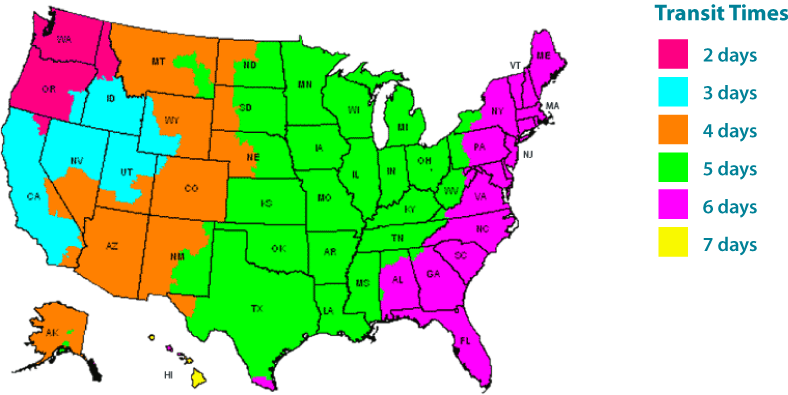 Transit Times
2 days
3 days
4 days
5 days
6 days
7 days
WA
MT
ND
ME
VT
OR
MN
ID
SD
WI
NY
MA
WY
MI
NE
IA
PA
NJ
NV
UT
IL
IN
OH
CO
CA
KS
MO
WV
VA
KY
NC
AZ
NM
OK
TN
AR
SC
MS
AL
GA
TX
LA
AK
FL
HI